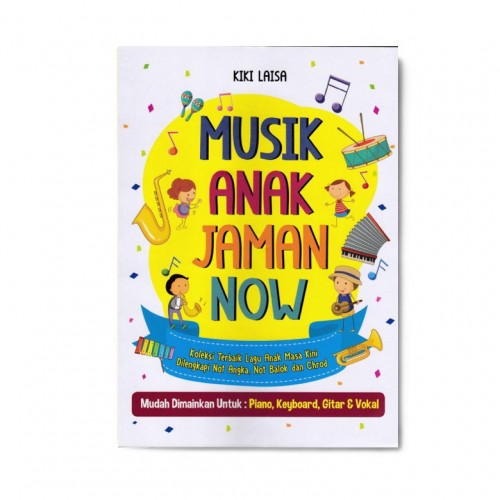 KIKI LAISA
MUSIK
ANAK
JAMAN
NOW
Koleksi Terbaik Lagu Anak Masa Kini
Dilengkapi Not Angka, Not Balok dan Chrod
Mudah Dimainkan Untuk : Piano, Keyboard, Gitar & Vokal